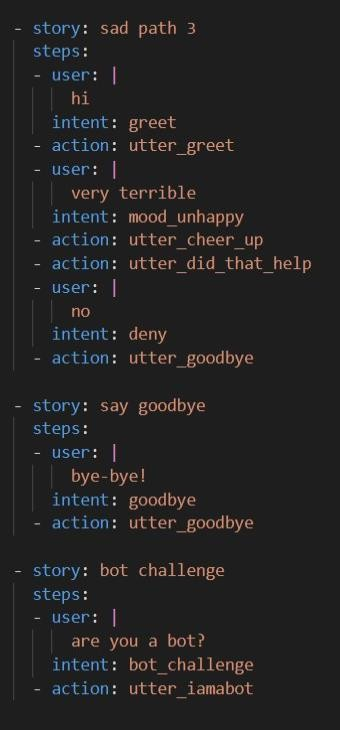 - story: sad path 3
  steps:
  - user: |
      hi
    intent: greet
  - action: utter_greet
  - user: |
      very terrible
    intent: mood_unhappy
  - action: utter_cheer_up
  - action: utter_did_that_help
  - user: |
      no
    intent: deny
  - action: utter_goodbye

- story: say goodbye
  steps:
  - user: |
      bye-bye!
    intent: goodbye
  - action: utter_goodbye

- story: bot challenge
  steps:
  - user: |
      are you a bot?
    intent: bot_challenge
  - action: utter_iamabot